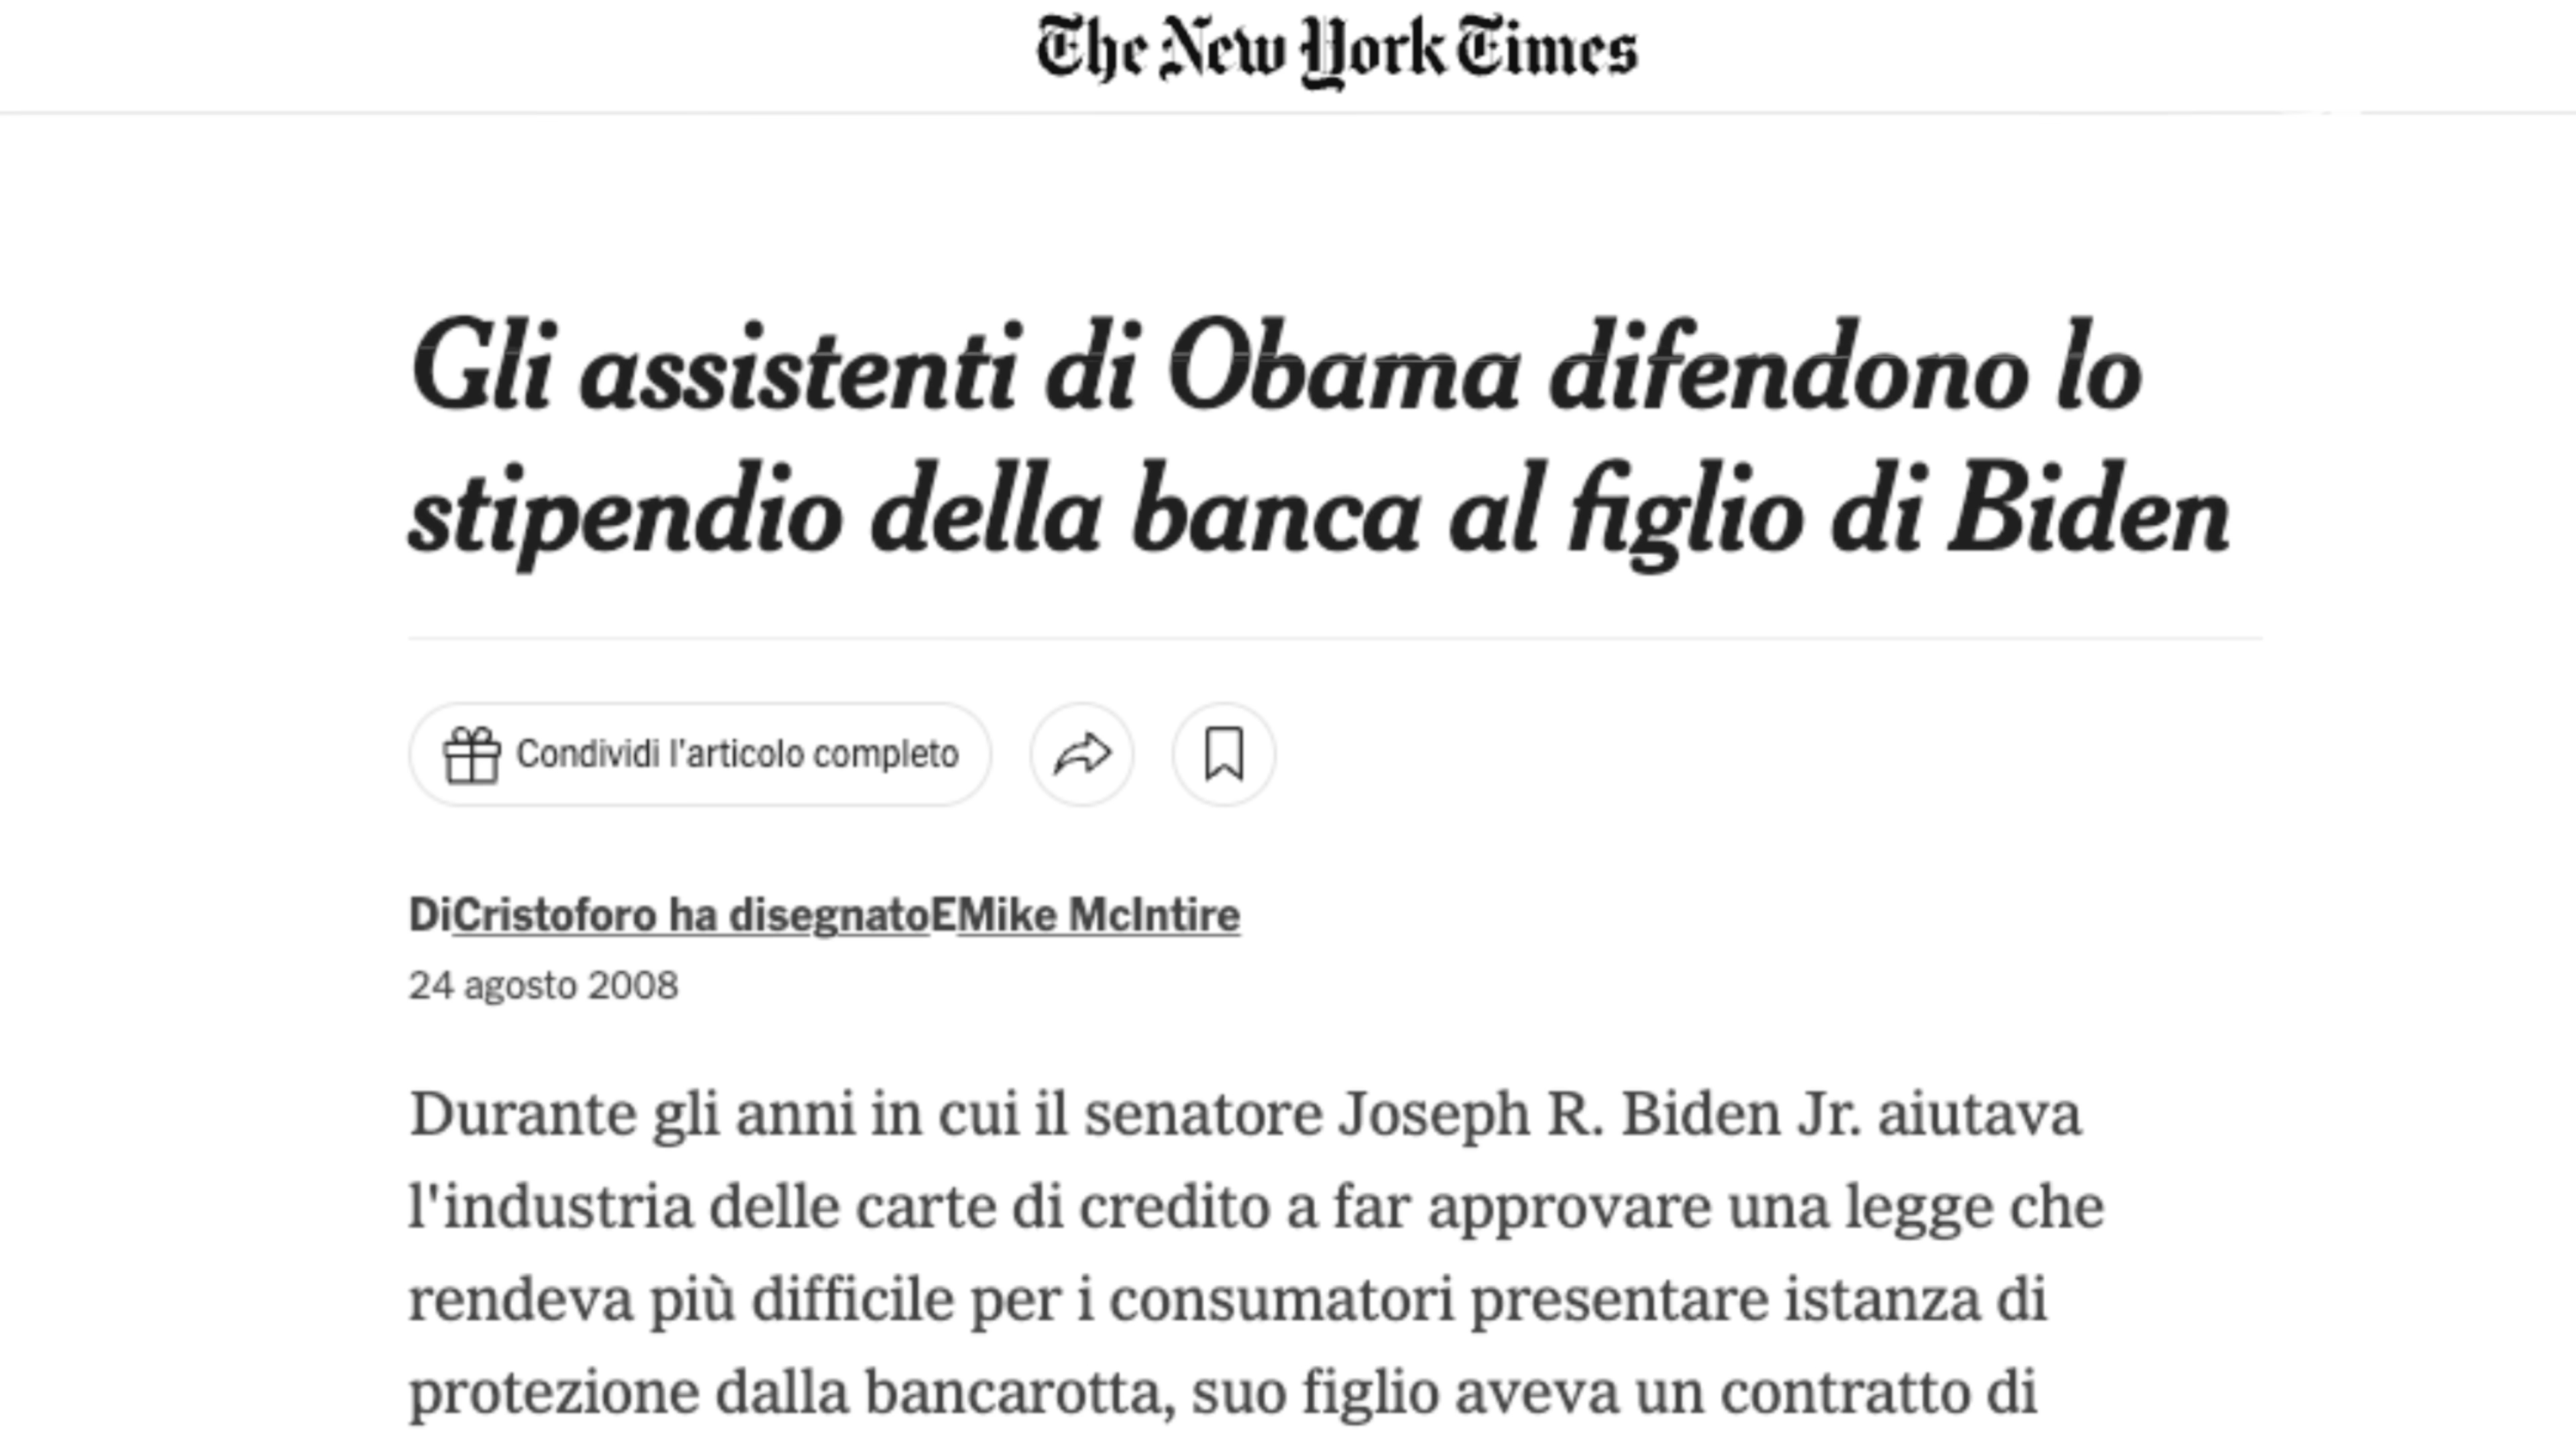 The New York Times
Gli assistenti di Obama difendono lo
stipendio della banca al figlio di Biden
Condividi l'articolo completo
DiCristoforo ha disegnatoEMike McIntire
24 agosto 2008
Durante gli anni in cui il senatore Joseph R. Biden Jr. aiutava
l'industria delle carte di credito a far approvare una legge che
rendeva più difficile per i consumatori presentare istanza di
protezione dalla bancarotta, suo figlio aveva un contratto di